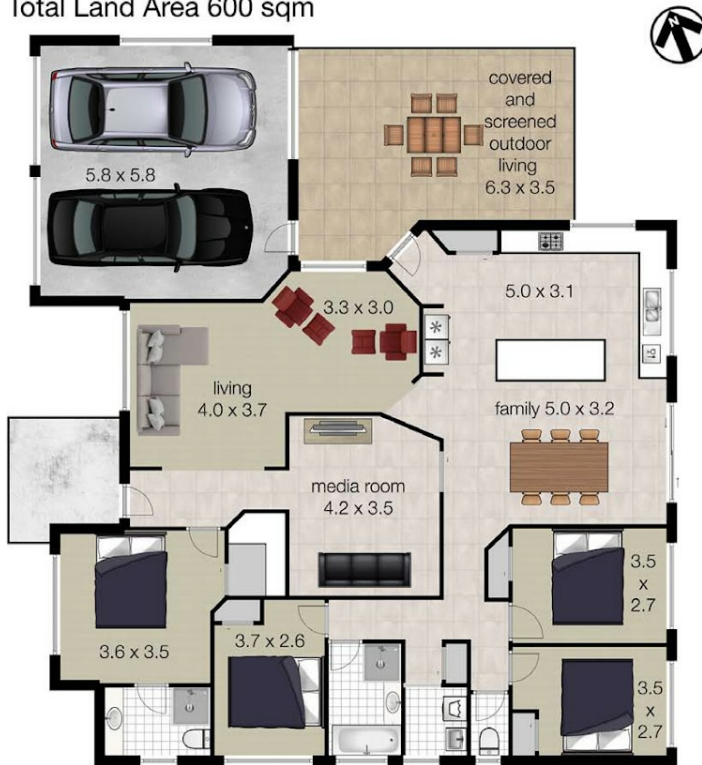 Total Land Area 600 sqm
N
covered
and
screened
outdoor
living
6.3 x 3.5
5.8 x 5.8
5.0 x 3.1
3.3 x 3.0
living
4.0 x 3.7
family 5.0 x 3.2
media room
4.2 x 3.5
3.5
x
2.7
3.6 x 3.5
3.7 x 2.6
3.5
x
2.7